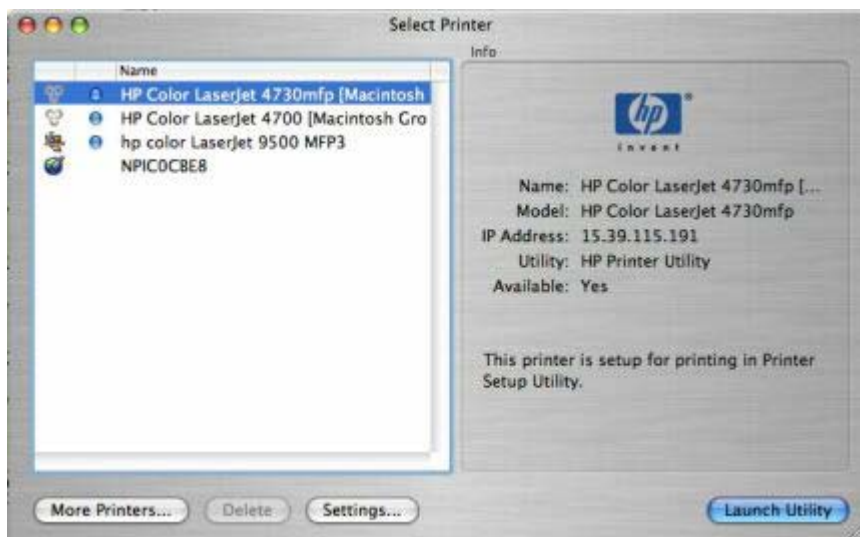 Select Printer
Name
HP Color LaserJet 4730mfp [Macintosh
HP Color LaserJet 4700 [Macintosh Gro
hp color LaserJet 9500 MFP3
NPIC0CBE8
Info
hp
invent
Name: HP Color LaserJet 4730mfp [...
Model: HP Color LaserJet 4730mfp
IP Address: 15.39.115.191
Utility: HP Printer Utility
Available: Yes
This printer is setup for printing in Printer
Setup Utility.
More Printers... Delete Settings... Launch Utility